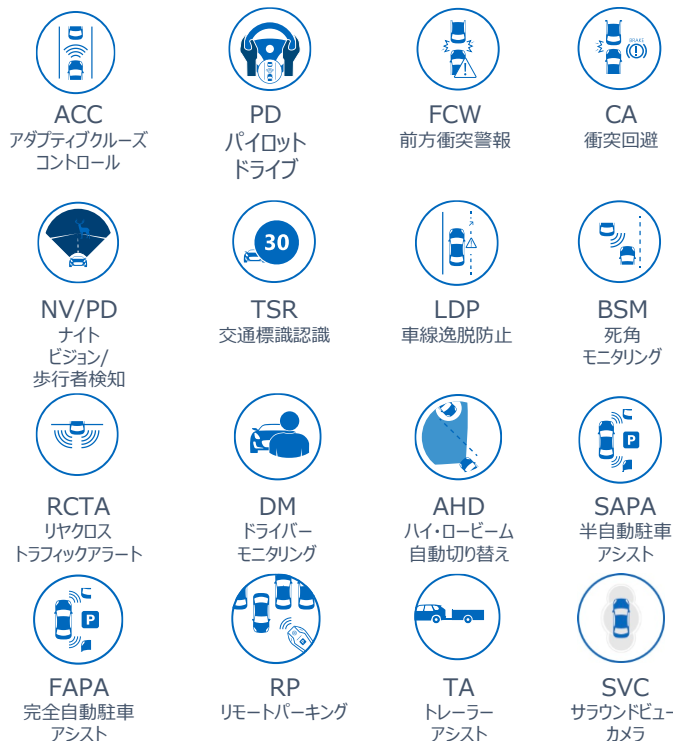 ACC
アダプティブクルーズ
コントロール
PD
パイロット
ドライブ
FCW
前方衝突警報
BRAKE
CA
衝突回避
NV/PD
ナイト
ビジョン/
歩行者検知
30
TSR
交通標識認識
LDP
車線逸脱防止
BSM
死角
モニタリング
RCTA
リヤクロス
トラフィックアラート
DM
ドライバー
モニタリング
AHD
ハイ・ロービーム
自動切り替え
P
SAPA
半自動駐車
アシスト
P
FAPA
完全自動駐車
アシスト
RP
リモートパーキング
TA
トレーラー
アシスト
SVC
サラウンドビュー
カメラ